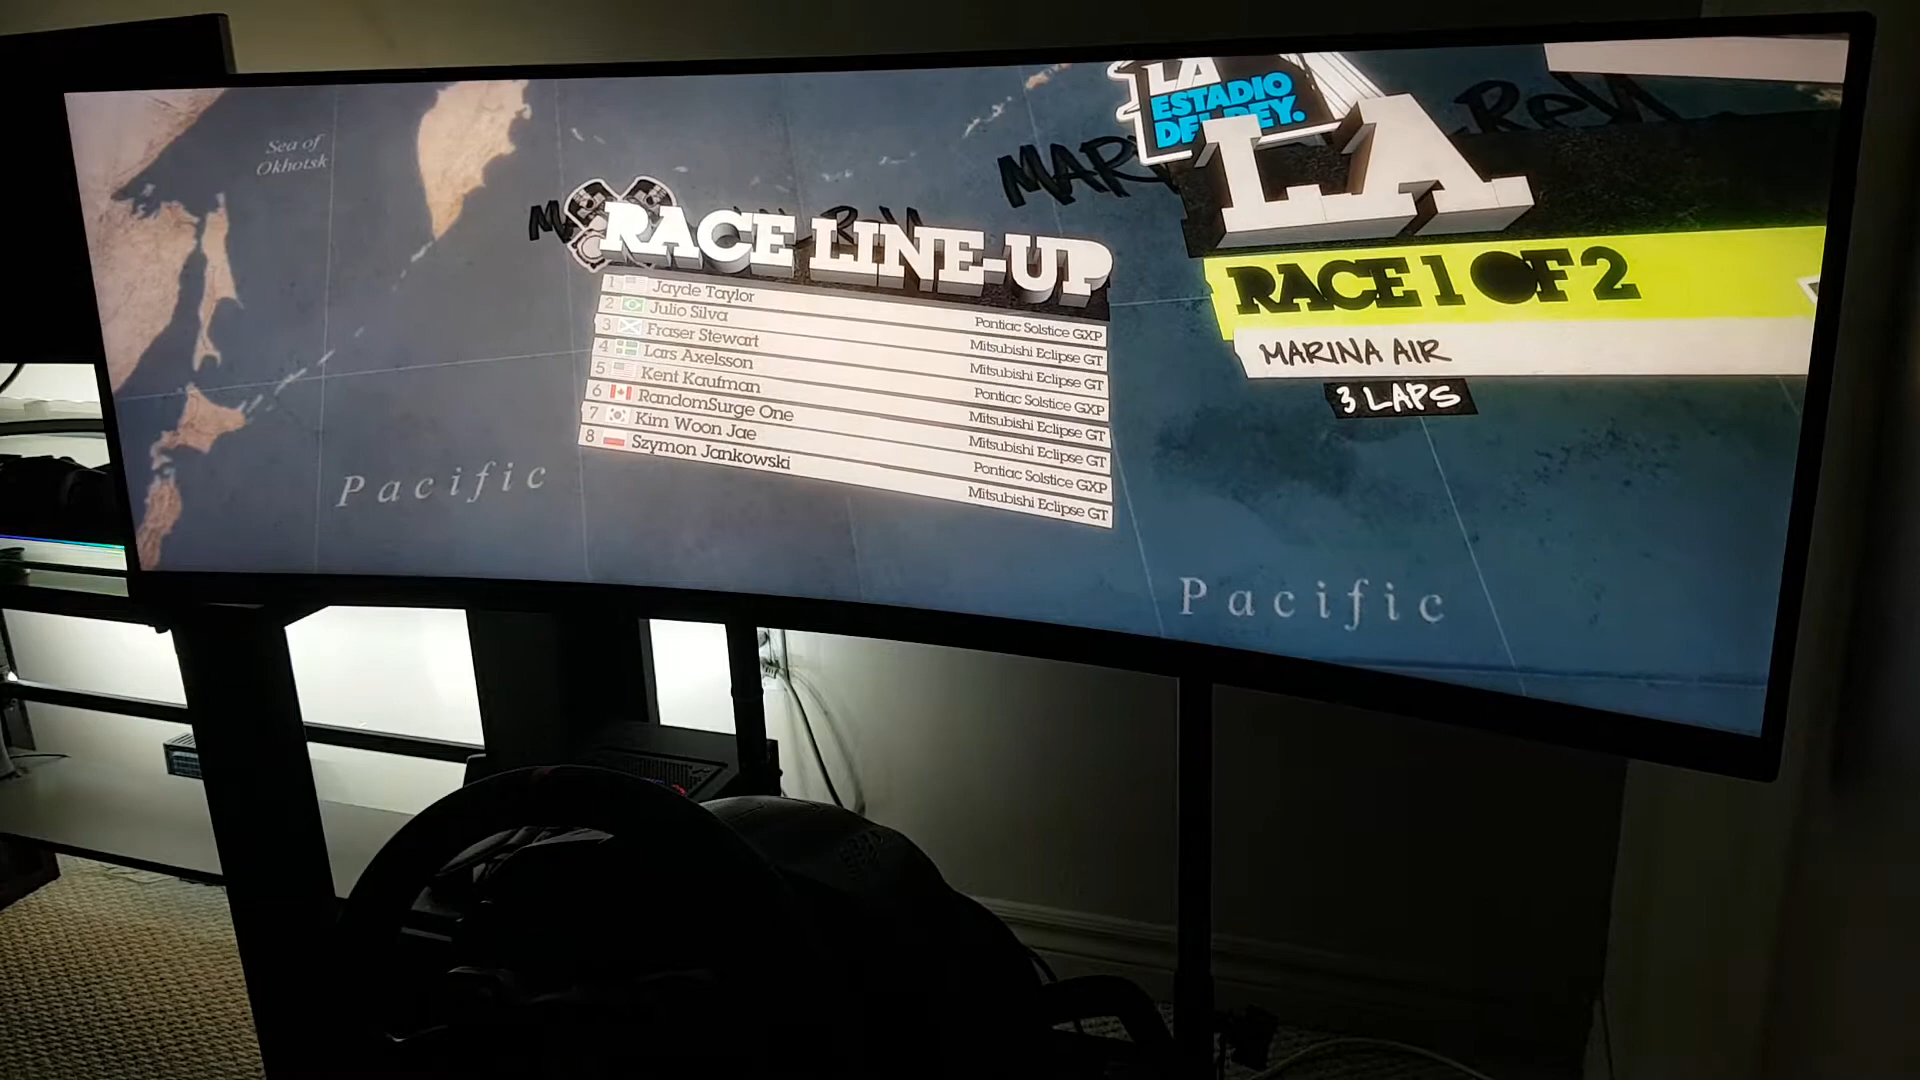 Sea of
Okhotsk
LA
ESTADIO
DEL REY.
LA
RACE LINE-UP
1 Jayde Taylor Pontiac Solstice GXP
2 Julio Silva Mitsubishi Eclipse GT
3 Fraser Stewart Mitsubishi Eclipse GT
4 Lars Axelsson Pontiac Solstice GXP
5 Kent Kaufman Mitsubishi Eclipse GT
6 RandomSurge One Mitsubishi Eclipse GT
7 Kim Woon Jae Pontiac Solstice GXP
8 Szymon Jankowski Mitsubishi Eclipse GT
RACE 1 OF 2
MARINA AIR
3 LAPS
Pacific
Pacific